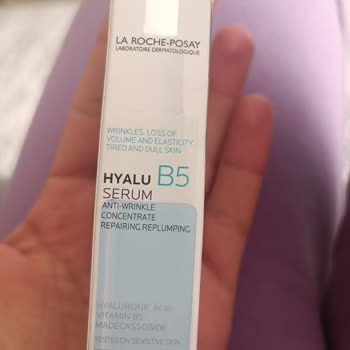 LA ROCHE-POSAY
LABORATOIRE DERMATOLOGIQUE
WRINKLES, LOSS OF
VOLUME AND ELASTICITY
TIRED AND DULL SKIN
HYALU B5
SERUM
ANTI-WRINKLE
CONCENTRATE
REPAIRING REPLUMPING
HYALURONIC ACID
VITAMIN B5
MADECASSOSIDE
TESTED ON SENSITIVE SKIN